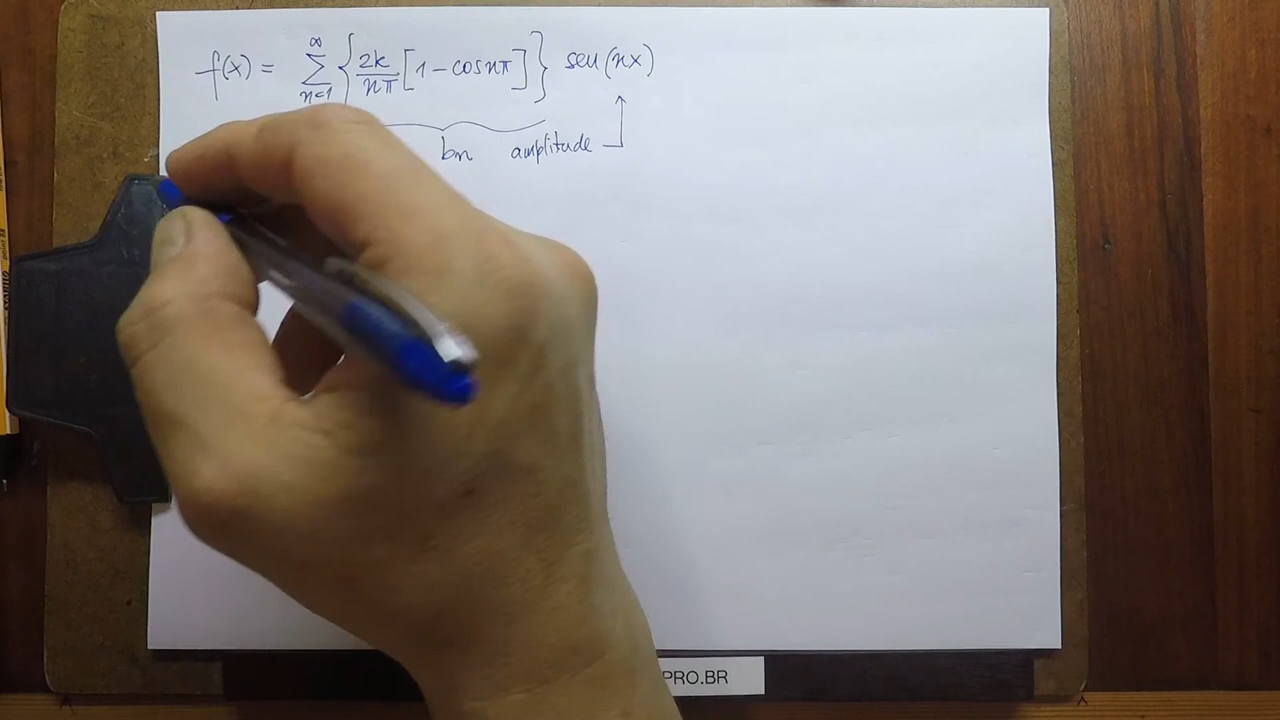 f(x) = ∞ Σ n=1 { 2k/nπ [1 - cos nπ] } sen(nx)
bn amplitude
PRO.BR